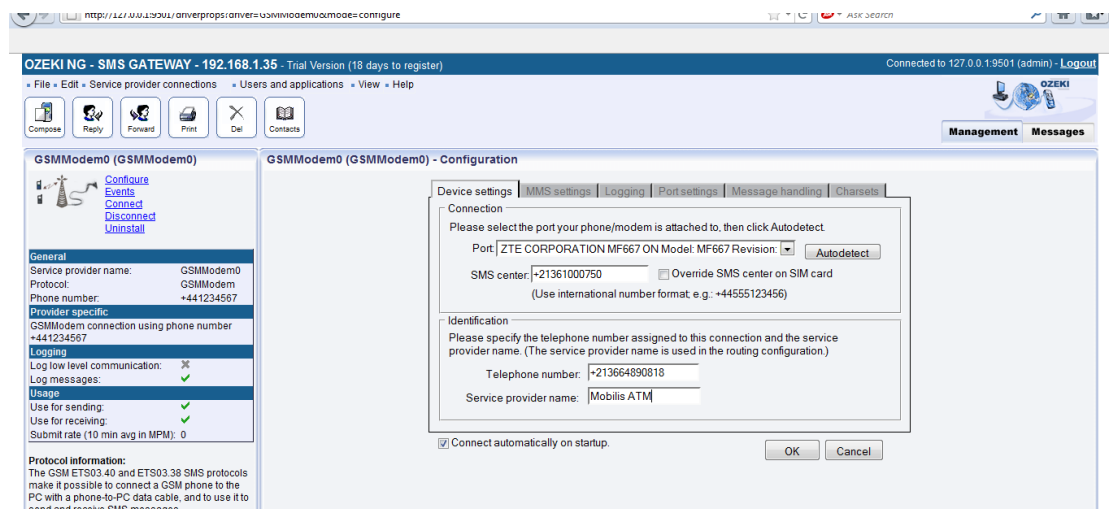 http://127.0.0.1:9501/driverprops?driver=GSMModem0&mode=configure
Ask Search
OZEKI NG - SMS GATEWAY - 192.168.1.35 - Trial Version (18 days to register)
Connected to 127.0.0.1:9501 (admin) - Logout
File Edit Service provider connections Users and applications View Help
OZEKI
Compose Reply Forward Print Del Contacts
Management Messages
GSMModem0 (GSMModem0)
Configure
Events
Connect
Disconnect
Uninstall
General
Service provider name: GSMModem0
Protocol: GSMModem
Phone number: +441234567
Provider specific
GSMModem connection using phone number
+441234567
Logging
Log low level communication:
Log messages:
Usage
Use for sending:
Use for receiving:
Submit rate (10 min avg in MPM): 0
Protocol information:
The GSM ETS03.40 and ETS03.38 SMS protocols
make it possible to connect a GSM phone to the
PC with a phone-to-PC data cable, and to use it to
send and receive SMS messages
GSMModem0 (GSMModem0) - Configuration
Device settings MMS settings Logging Port settings Message handling Charsets
Connection
Please select the port your phone/modem is attached to, then click Autodetect.
Port: ZTE CORPORATION MF667 ON Model: MF667 Revision: Autodetect
SMS center: +21361000750 Override SMS center on SIM card
(Use international number format; e.g.: +44555123456)
Identification
Please specify the telephone number assigned to this connection and the service
provider name. (The service provider name is used in the routing configuration.)
Telephone number: +213664890818
Service provider name: Mobilis ATM
Connect automatically on startup.
OK Cancel